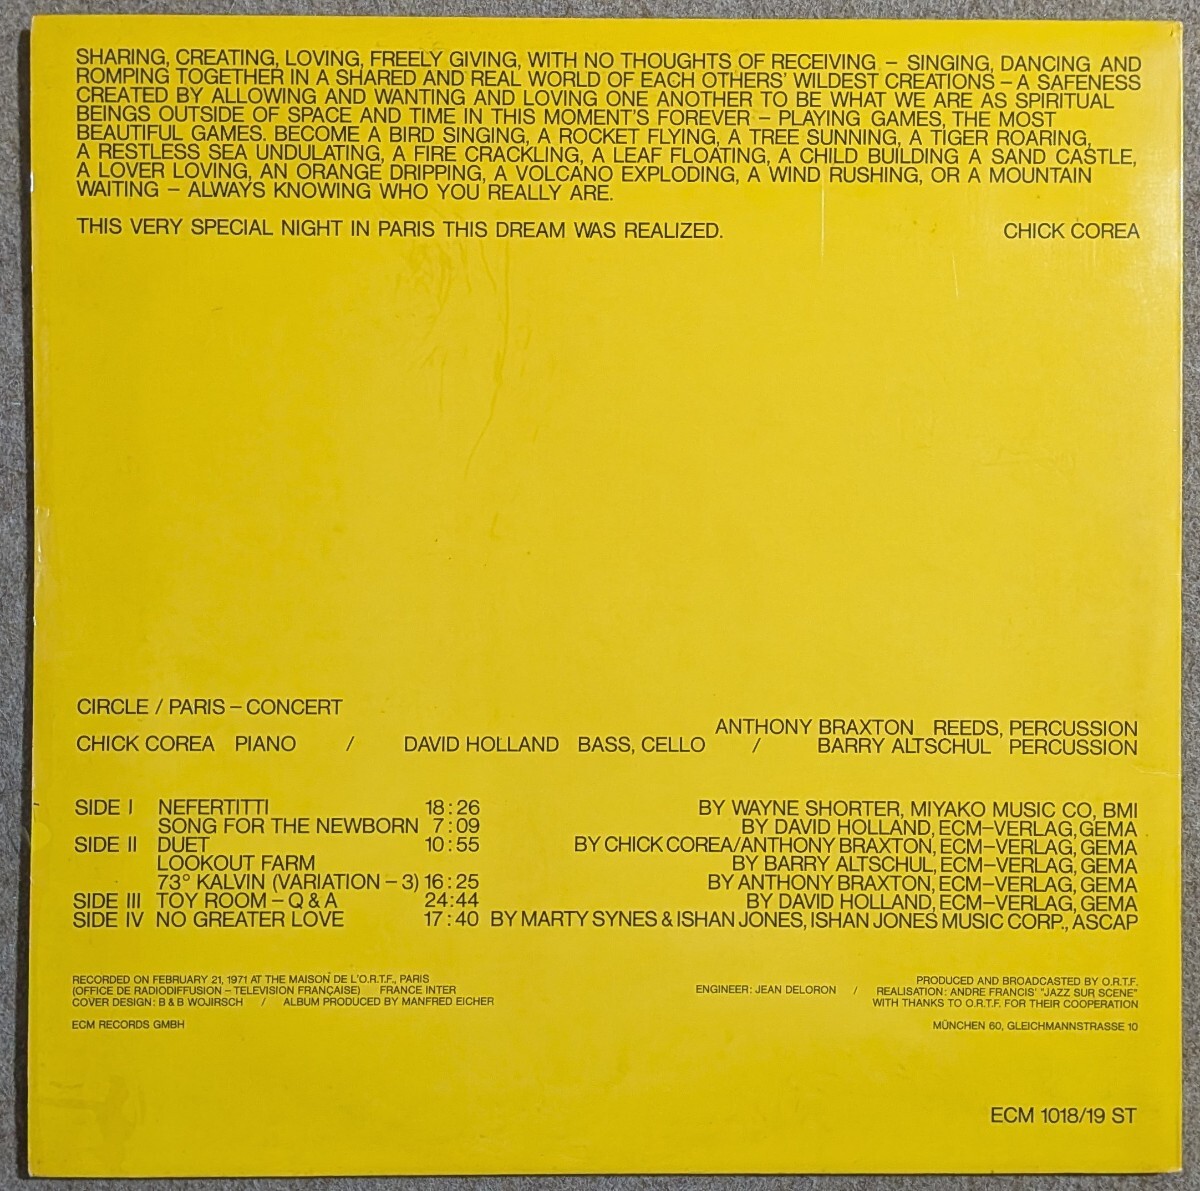 SHARING, CREATING, LOVING, FREELY GIVING, WITH NO THOUGHTS OF RECEIVING – SINGING, DANCING AND
ROMPING TOGETHER IN A SHARED AND REAL WORLD OF EACH OTHERS' WILDEST CREATIONS – A SAFENESS
CREATED BY ALLOWING AND WANTING AND LOVING ONE ANOTHER TO BE WHAT WE ARE AS SPIRITUAL
BEINGS OUTSIDE OF SPACE AND TIME IN THIS MOMENT'S FOREVER – PLAYING GAMES, THE MOST
BEAUTIFUL GAMES. BECOME A BIRD SINGING, A ROCKET FLYING, A TREE SUNNING, A TIGER ROARING,
A RESTLESS SEA UNDULATING, A FIRE CRACKLING, A LEAF FLOATING, A CHILD BUILDING A SAND CASTLE,
A LOVER LOVING, AN ORANGE DRIPPING, A VOLCANO EXPLODING, A WIND RUSHING, OR A MOUNTAIN
WAITING – ALWAYS KNOWING WHO YOU REALLY ARE.
THIS VERY SPECIAL NIGHT IN PARIS THIS DREAM WAS REALIZED. CHICK COREA
CIRCLE / PARIS – CONCERT
ANTHONY BRAXTON REEDS, PERCUSSION
CHICK COREA PIANO / DAVID HOLLAND BASS, CELLO / BARRY ALTSCHUL PERCUSSION
SIDE I NEFERTITTI 18:26 BY WAYNE SHORTER, MIYAKO MUSIC CO, BMI
SONG FOR THE NEWBORN 7:09 BY DAVID HOLLAND, ECM–VERLAG, GEMA
SIDE II DUET 10:55 BY CHICK COREA/ANTHONY BRAXTON, ECM–VERLAG, GEMA
LOOKOUT FARM BY BARRY ALTSCHUL, ECM–VERLAG, GEMA
73° KALVIN (VARIATION – 3) 16:25 BY ANTHONY BRAXTON, ECM–VERLAG, GEMA
SIDE III TOY ROOM – Q & A 24:44 BY DAVID HOLLAND, ECM–VERLAG, GEMA
SIDE IV NO GREATER LOVE 17:40 BY MARTY SYNES & ISHAN JONES, ISHAN JONES MUSIC CORP., ASCAP
RECORDED ON FEBRUARY 21, 1971 AT THE MAISON DE L'O.R.T.F., PARIS
(OFFICE DE RADIODIFFUSION – TELEVISION FRANÇAISE) FRANCE INTER
COVER DESIGN: B & B WOJIRSCH / ALBUM PRODUCED BY MANFRED EICHER
PRODUCED AND BROADCASTED BY O.R.T.F.
ENGINEER: JEAN DELORON / REALISATION: ANDRE FRANCIS' "JAZZ SUR SCENE"
WITH THANKS TO O.R.T.F. FOR THEIR COOPERATION
ECM RECORDS GMBH MÜNCHEN 60, GLEICHMANNSTRASSE 10
ECM 1018/19 ST